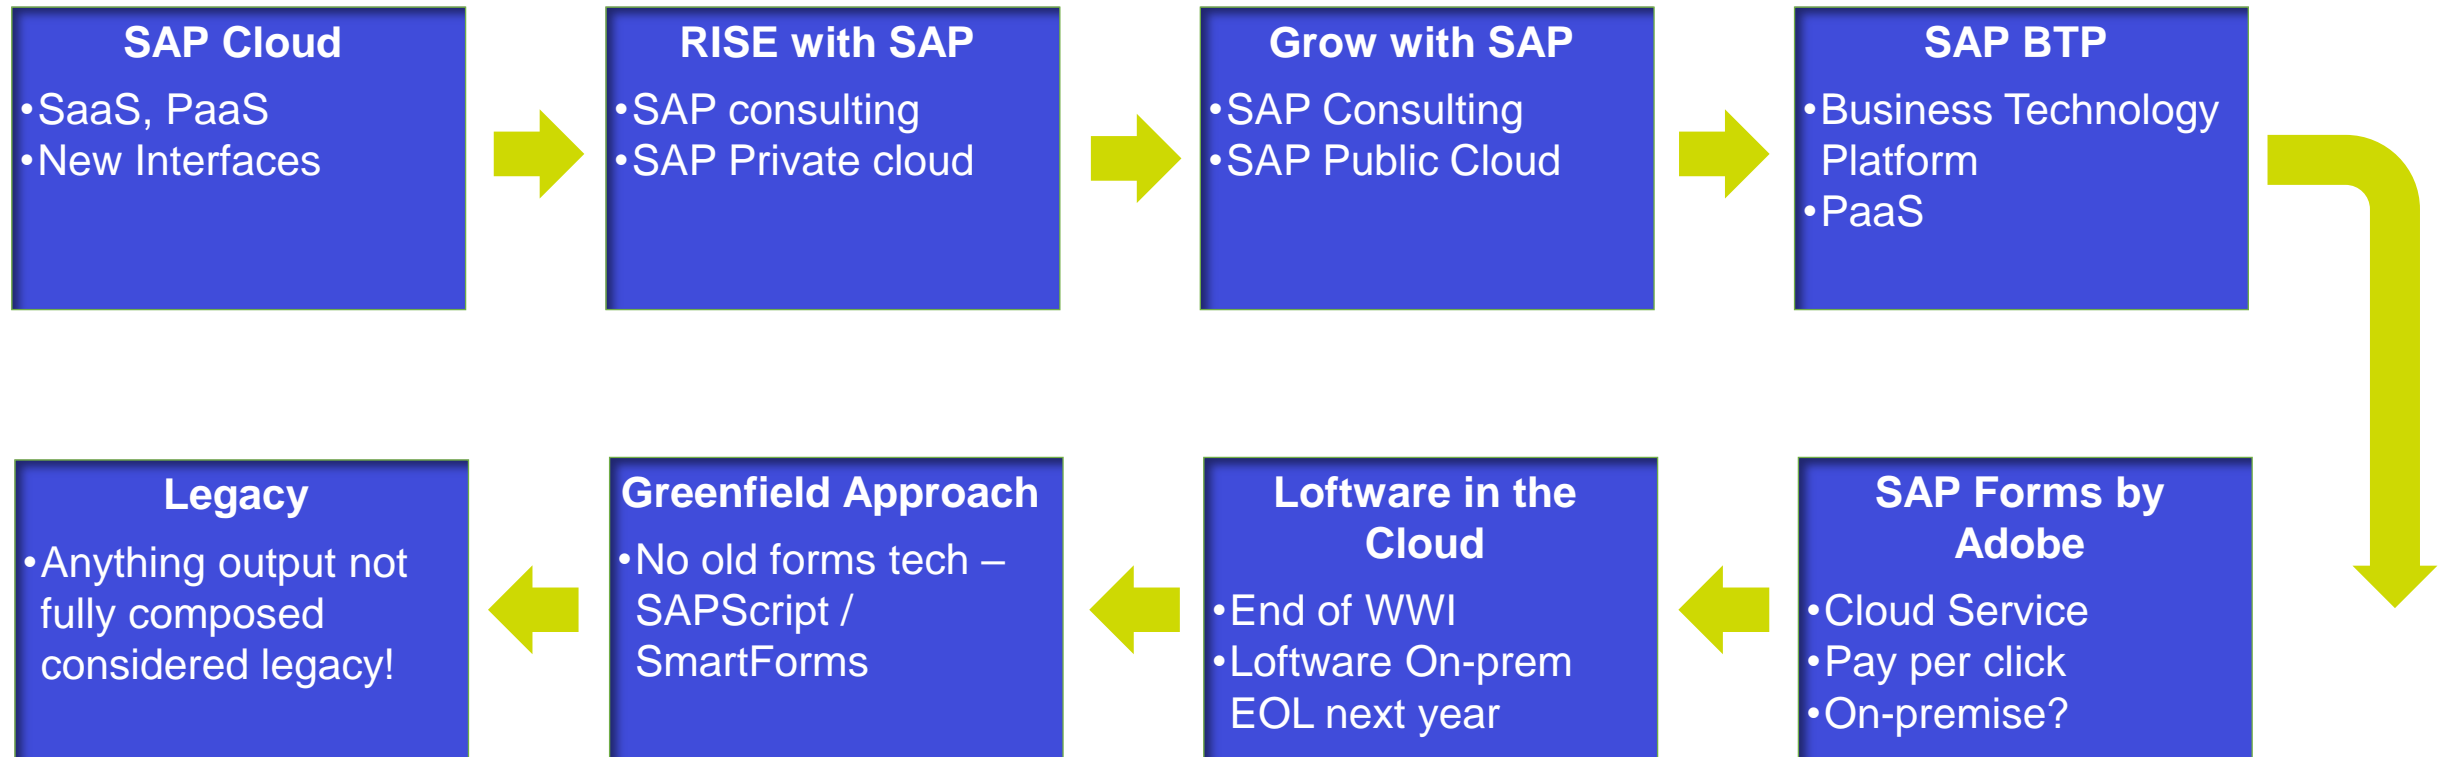 SAP Cloud
•SaaS, PaaS
•New Interfaces
RISE with SAP
•SAP consulting
•SAP Private cloud
Grow with SAP
•SAP Consulting
•SAP Public Cloud
SAP BTP
•Business Technology
Platform
•PaaS
SAP Forms by
Adobe
•Cloud Service
•Pay per click
•On-premise?
Loftware in the
Cloud
•End of WWI
•Loftware On-prem
EOL next year
Greenfield Approach
•No old forms tech –
SAPScript /
SmartForms
Legacy
•Anything output not
fully composed
considered legacy!